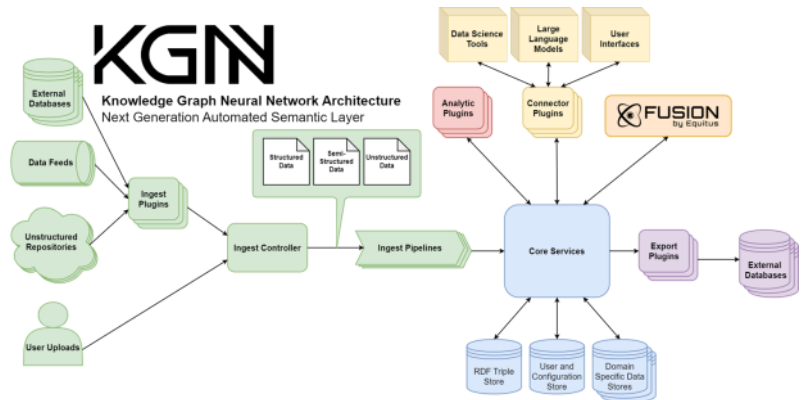 KGNN
Knowledge Graph Neural Network Architecture
Next Generation Automated Semantic Layer
External
Databases
Data Feeds
Unstructured
Repositories
User Uploads
Ingest
Plugins
Ingest Controller
Structured
Data
Semi-
Structured
Data
Unstructured
Data
Ingest Pipelines
Data Science
Tools
Large
Language
Models
User
Interfaces
Analytic
Plugins
Connector
Plugins
FUSION
by Equitus
Core Services
Export
Plugins
External
Databases
RDF Triple
Store
User and
Configuration
Store
Domain
Specific Data
Stores